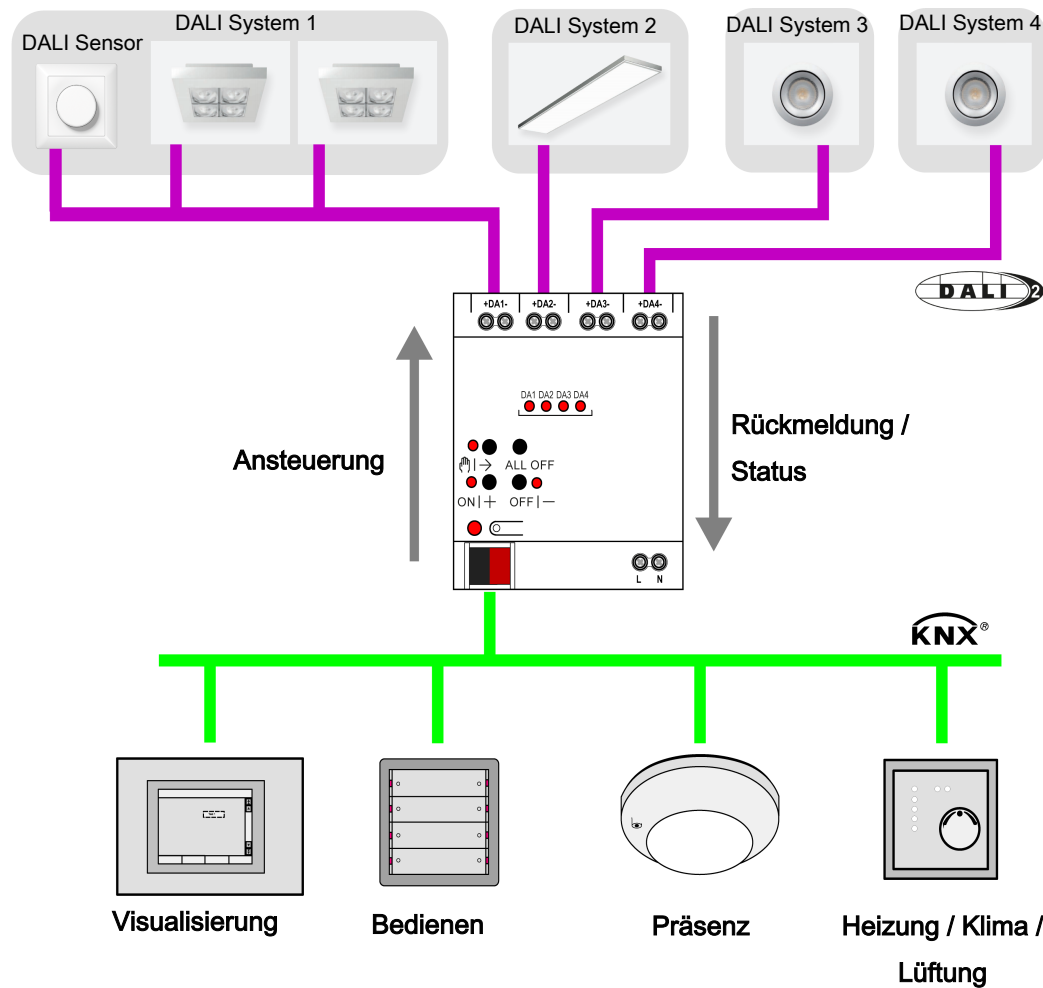 DALI Sensor
DALI System 1
DALI System 2
DALI System 3
DALI System 4
DALI 2
+DA1- +DA2- +DA3- +DA4-
DA1 DA2 DA3 DA4
Ansteuerung
Rückmeldung /
Status
ALL OFF
ON | + OFF | —
L N
KNX®
Visualisierung
Bedienen
Präsenz
Heizung / Klima /
Lüftung